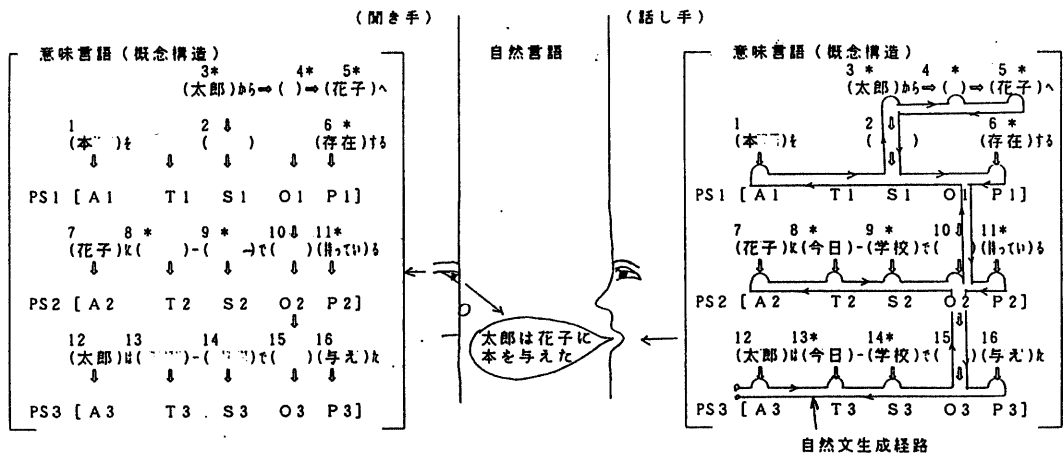 (聞き手)
(話し手)
意味言語(概念構造)
自然言語
意味言語(概念構造)
3* 4* 5*
(太郎)から⇒( )⇒(花子)へ
1 2 6*
(本)を ( ) (存在)する
PS1 [ A1 T1 S1 O1 P1]
7 8* 9* 10 11*
(花子)に( )-( )で( )(持ってい)る
PS2 [ A2 T2 S2 O2 P2]
12 13 14 15 16
(太郎)は( )-( )で( )(与え)た
PS3 [ A3 T3 S3 O3 P3]
太郎は花子に
本を与えた
3* 4* 5*
(太郎)から⇒( )⇒(花子)へ
1 2 6*
(本)を ( ) (存在)する
PS1 [ A1 T1 S1 O1 P1]
7 8* 9* 10 11*
(花子)に(今日)-(学校)で( )(持ってい)る
PS2 [ A2 T2 S2 O2 P2]
12 13* 14* 15 16
(太郎)は(今日)-(学校)で( )(与え)た
PS3 [ A3 T3 S3 O3 P3]
自然文生成経路